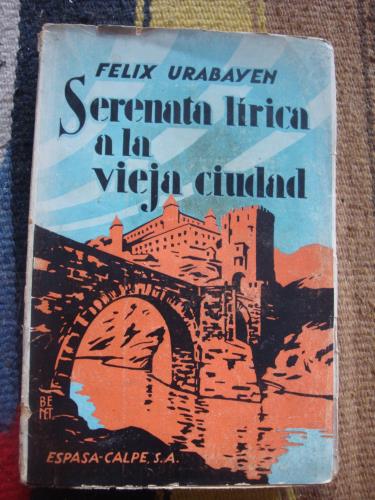 FELIX URABAYEN
Serenata lírica
a la
vieja ciudad
BE
NET.
ESPASA-CALPE, S.A.